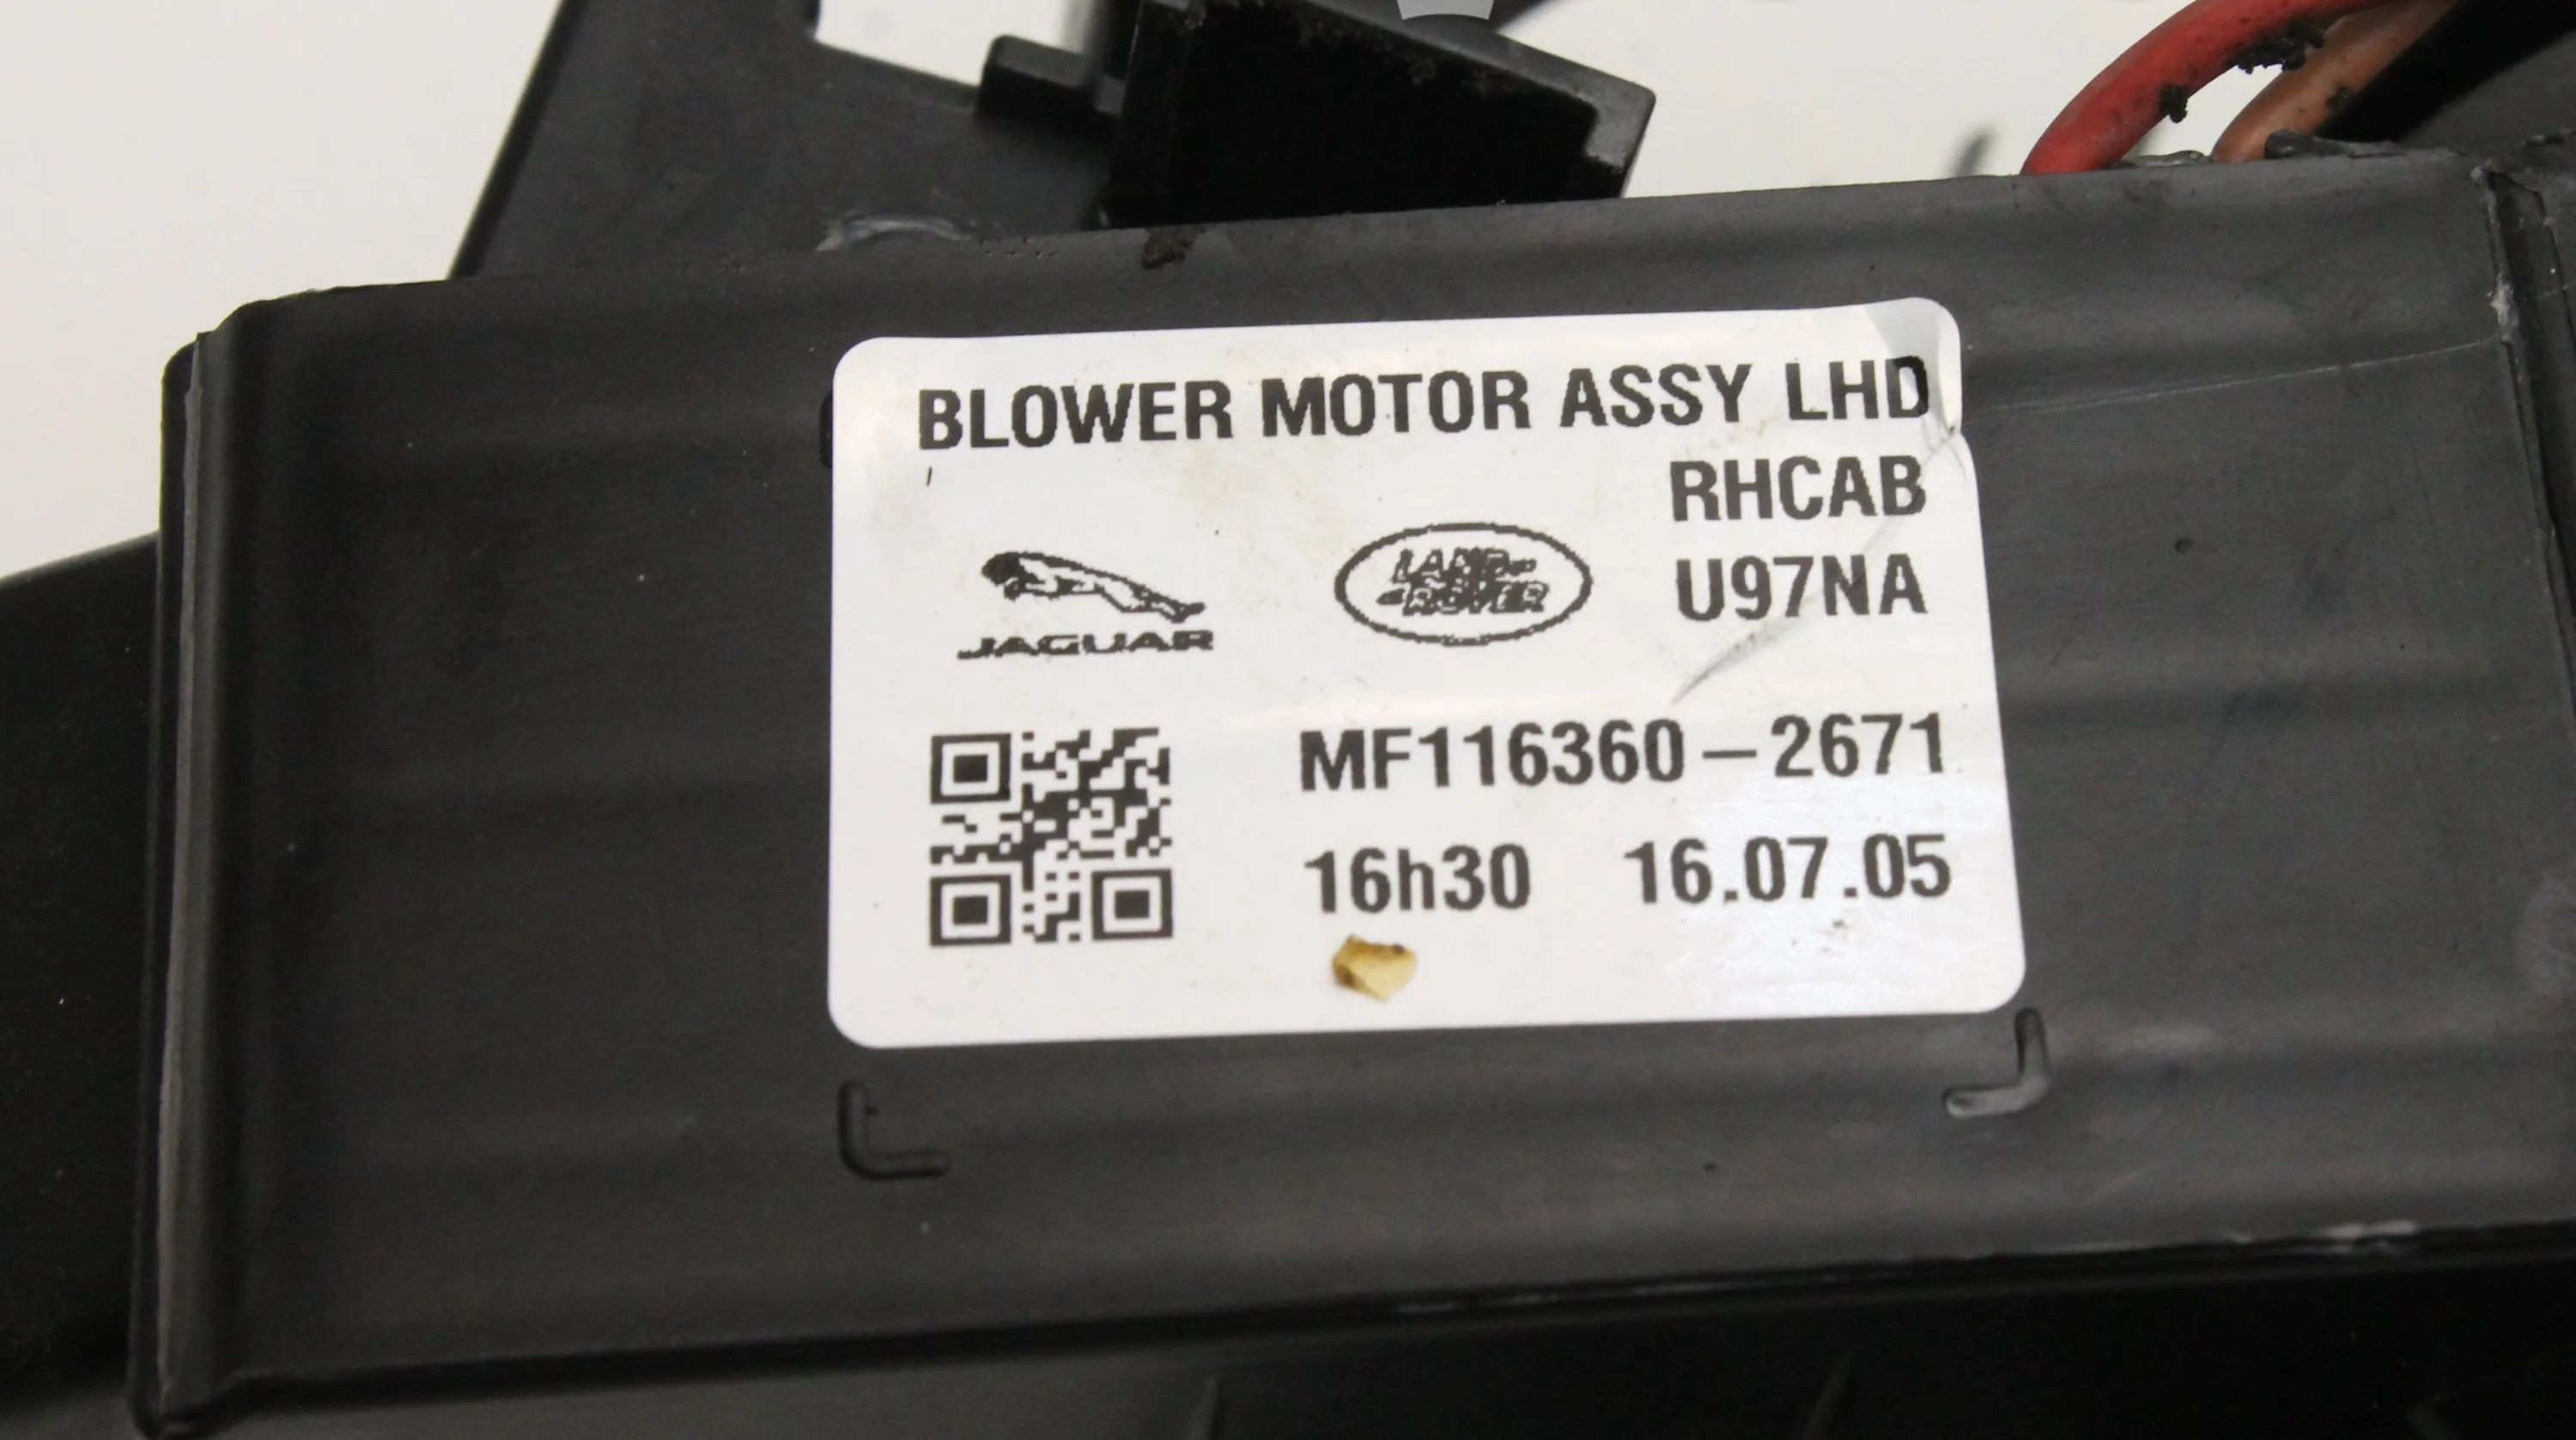 BLOWER MOTOR ASSY LHD
RHCAB
JAGUAR
LAND-
-ROVER
U97NA
MF116360-2671
16h30 16.07.05